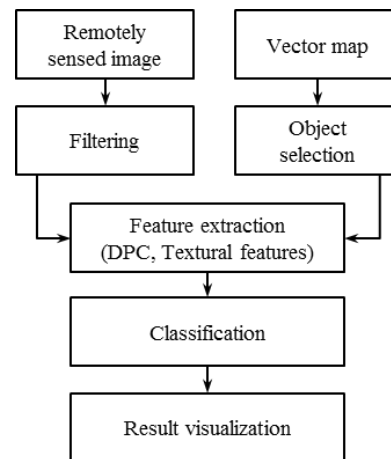 Remotely
sensed image
Vector map
Filtering
Object
selection
Feature extraction
(DPC, Textural features)
Classification
Result visualization